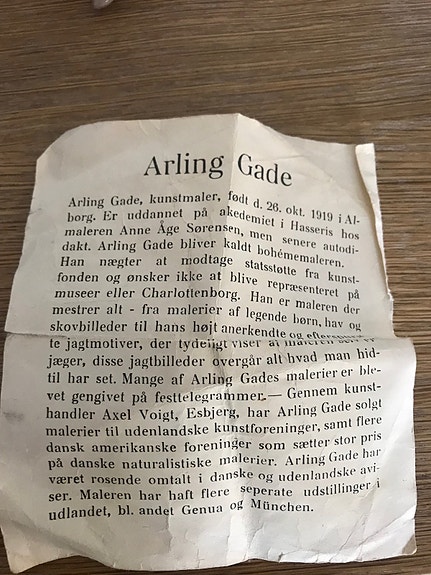 Arling Gade
Arling Gade, kunstmaler, født d. 26. okt. 1919 i Al-
borg. Er uddannet på akedemiet i Hasseris hos
maleren Anne Åge Sørensen, men senere autodi-
dakt. Arling Gade bliver kaldt bohémemaleren.
Han nægter at modtage statsstøtte fra kunst-
fonden og ønsker ikke at blive repræsenteret på
museer eller Charlottenborg. Han er maleren der
mestrer alt - fra malerier af legende børn, hav og
skovbilleder til hans højt anerkendte og efterspurg-
te jagtmotiver, der tydeligt viser at maleren selv er
jæger, disse jagtbilleder overgår alt hvad man hid-
til har set. Mange af Arling Gades malerier er ble-
vet gengivet på festtelegrammer.— Gennem kunst-
handler Axel Voigt, Esbjerg, har Arling Gade solgt
malerier til udenlandske kunstforeninger, samt flere
dansk amerikanske foreninger som sætter stor pris
på danske naturalistiske malerier. Arling Gade har
været rosende omtalt i danske og udenlandske avi-
ser. Maleren har haft flere seperate udstillinger i
udlandet, bl. andet Genua og München.